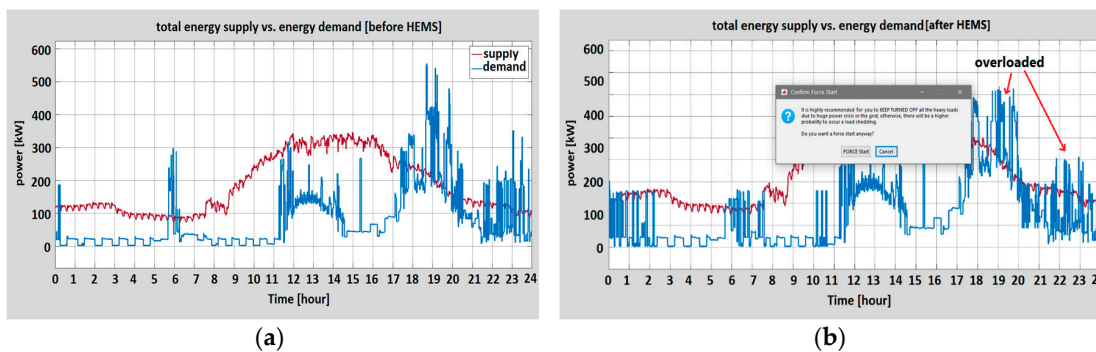 total energy supply vs. energy demand [before HEMS]
600
500
400
300
200
100
0
power [kW]
supply
demand
0 1 2 3 4 5 6 7 8 9 10 11 12 13 14 15 16 17 18 19 20 21 22 23 24
Time [hour]
(a)
total energy supply vs. energy demand [after HEMS]
600
500
400
300
200
100
0
power [kW]
overloaded
Confirm Force Start
It is highly recommended for you to KEEP TURNED OFF all the heavy loads
due to huge power crisis in the grid; otherwise, there will be a higher
probability to occur a load shedding.
Do you want a force start anyway?
FORCE Start
Cancel
0 1 2 3 4 5 6 7 8 9 10 11 12 13 14 15 16 17 18 19 20 21 22 23 2
Time [hour]
(b)